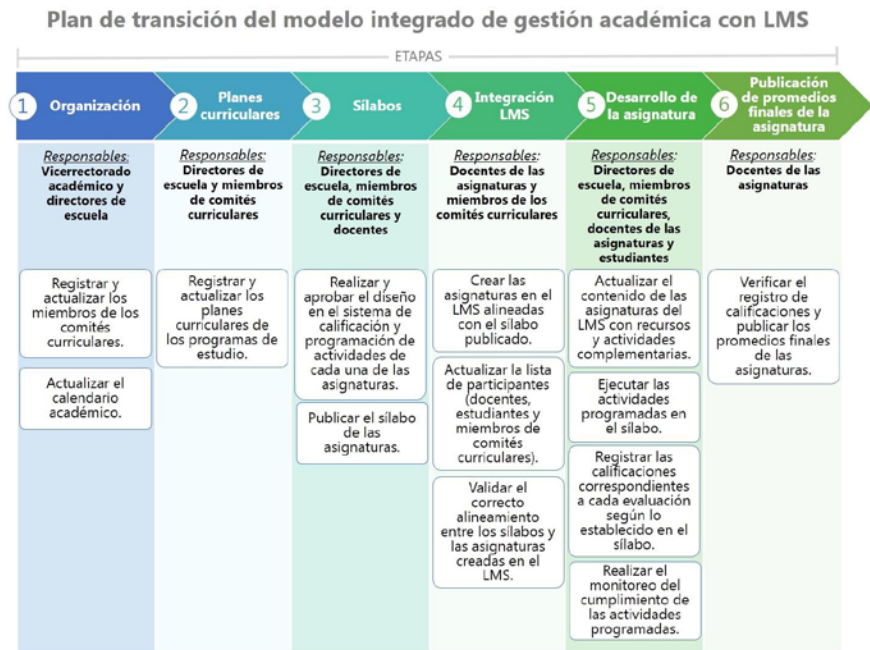 Plan de transición del modelo integrado de gestión académica con LMS
ETAPAS
1
Organización
2
Planes
curriculares
3
Sílabos
4
Integración
LMS
5
Desarrollo de
la asignatura
6
Publicación
de promedios
finales de la
asignatura
Responsables:
Vicerrectorado
académico y
directores de
escuela
Registrar y
actualizar los
miembros de los
comités
curriculares.
Actualizar el
calendario
académico.
Responsables:
Directores de
escuela y miembros
de comités
curriculares
Registrar y
actualizar los
planes
curriculares de
los programas de
estudio.
Responsables:
Directores de
escuela, miembros
de comités
curriculares y
docentes
Realizar y
aprobar el diseño
en el sistema de
calificación y
programación de
actividades de
cada una de las
asignaturas.
Publicar el sílabo
de las
asignaturas.
Responsables:
Docentes de las
asignaturas y
miembros de los
comité curriculares
Crear las
asignaturas en el
LMS alineadas
con el sílabo
publicado.
Actualizar la lista
de participantes
(docentes,
estudiantes y
miembros de
comités
curriculares).
Validar el
correcto
alineamiento
entre los sílabos y
las asignaturas
creadas en el
LMS.
Responsables:
Directores de
escuela, miembros
de comités
curriculares,
docentes de las
asignaturas y
estudiantes
Actualizar el
contenido de las
asignaturas del
LMS con recursos
y actividades
complementarias.
Ejecutar las
actividades
programadas en
el sílabo.
Registrar las
calificaciones
correspondientes
a cada evaluación
según lo
establecido en el
sílabo.
Realizar el
monitoreo del
cumplimiento de
las actividades
programadas.
Responsables:
Docentes de las
asignaturas
Verificar el
registro de
calificaciones y
publicar los
promedios finales
de las
asignaturas.